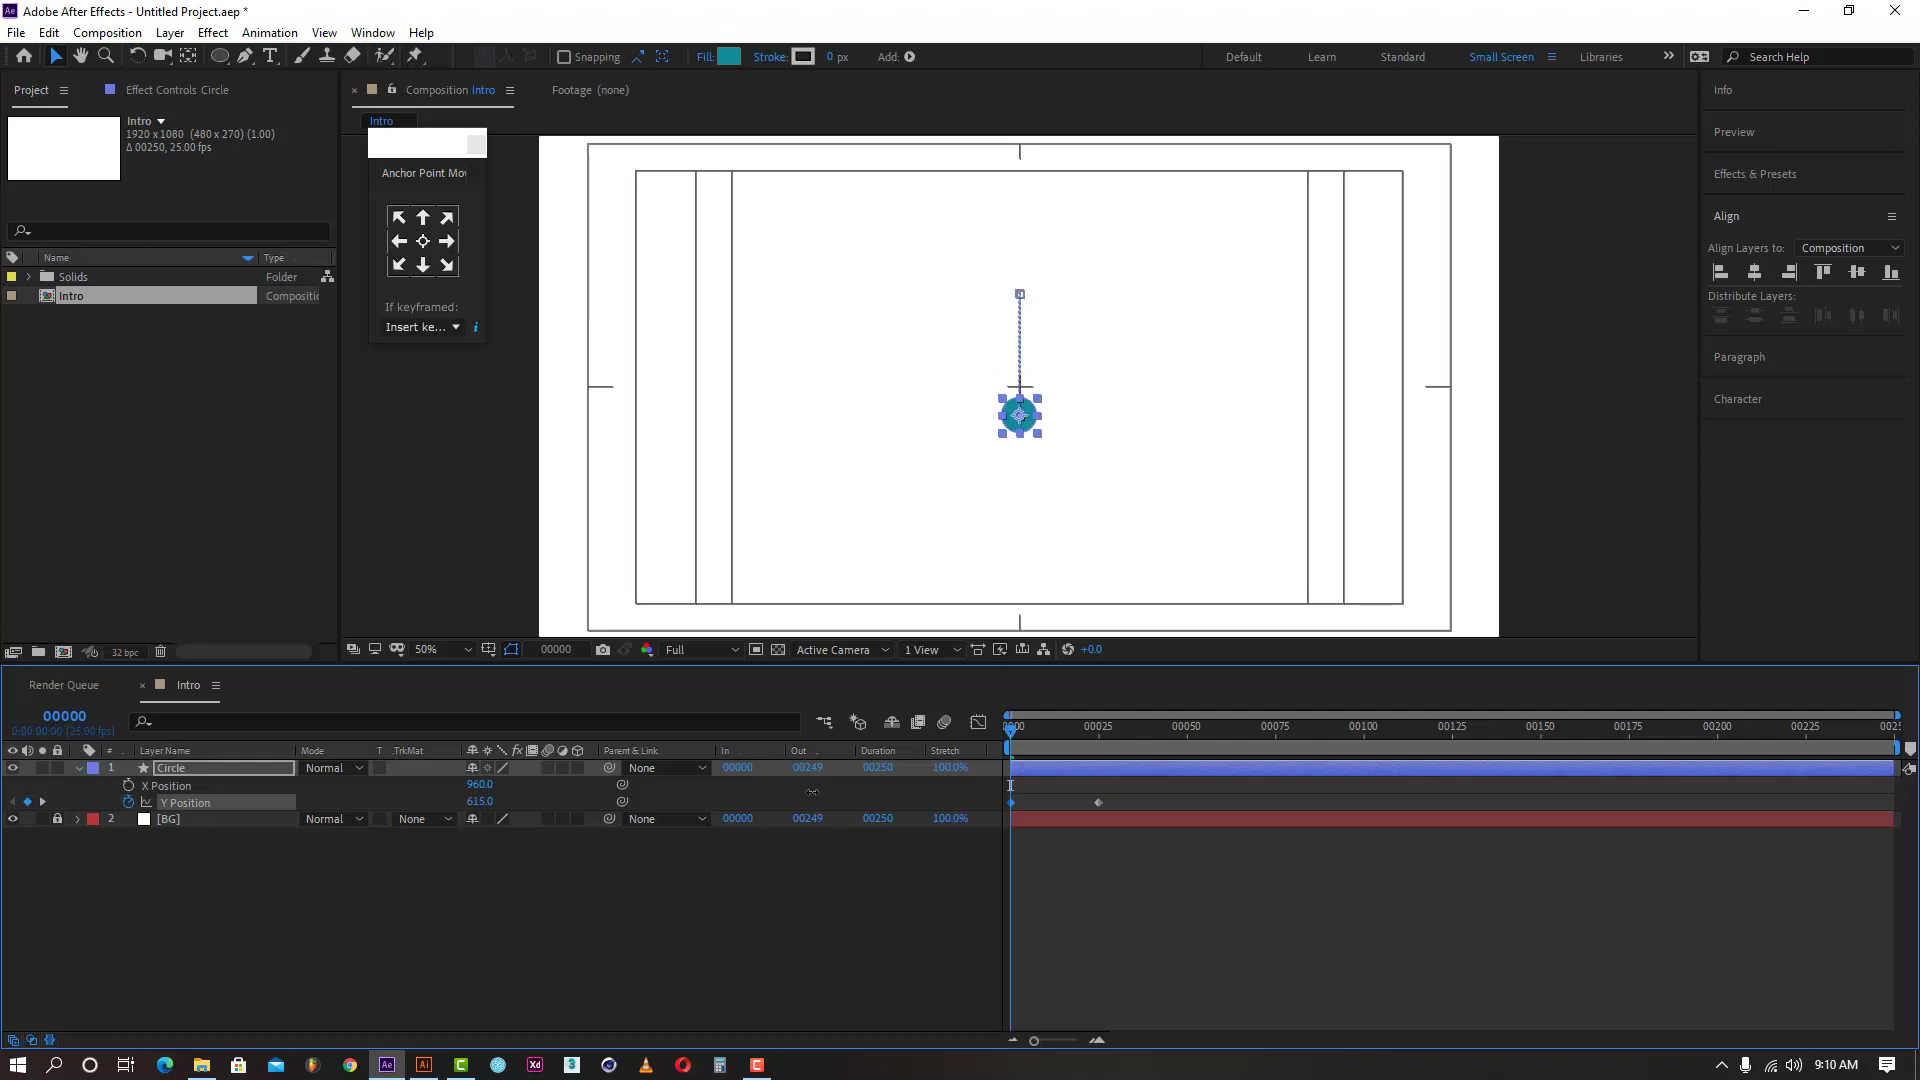 Adobe After Effects - Untitled Project.aep *
File Edit Composition Layer Effect Animation View Window Help
Snapping Fill: Stroke: 0 px Add: Default Learn Standard Small Screen Libraries Search Help
Project Effect Controls Circle Composition Intro Footage (none) Info
Intro
1920 x 1080 (480 x 270) (1.00)
Δ 00250, 25.00 fps
Intro
Anchor Point Mov
If keyframed:
Insert ke...
Name Type
Solids Folder
Intro Compositic
Preview
Effects & Presets
Align
Align Layers to: Composition
Distribute Layers:
Paragraph
Character
32 bpc 50% 00000 Full Active Camera 1 View +0.0
Render Queue Intro
00000
0:00:00:00 (25.00 fps)
00025 00050 00075 00100 00125 00150 00175 00200 00225
# Layer Name Mode T .TrkMat Parent & Link In Out Duration Stretch
1 Circle Normal None 00000 00249 00250 100.0%
X Position 960.0
Y Position 615.0
2 [BG] Normal None None 00000 00249 00250 100.0%
9:10 AM